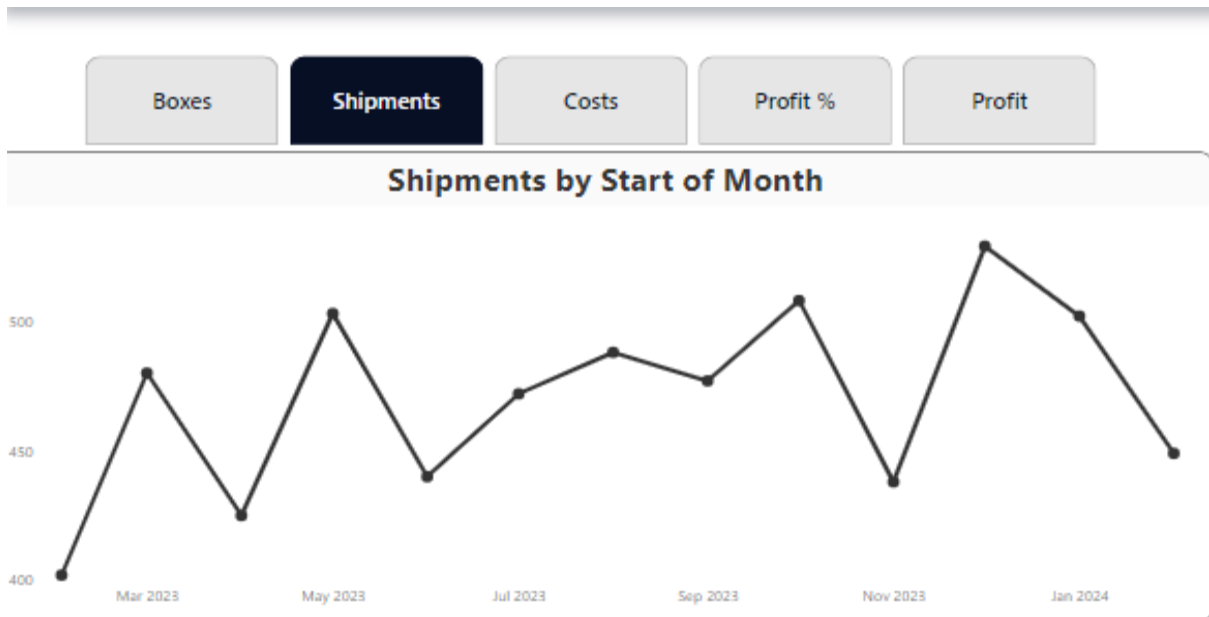 Boxes Shipments Costs Profit % Profit
Shipments by Start of Month
500
450
400
Mar 2023 May 2023 Jul 2023 Sep 2023 Nov 2023 Jan 2024